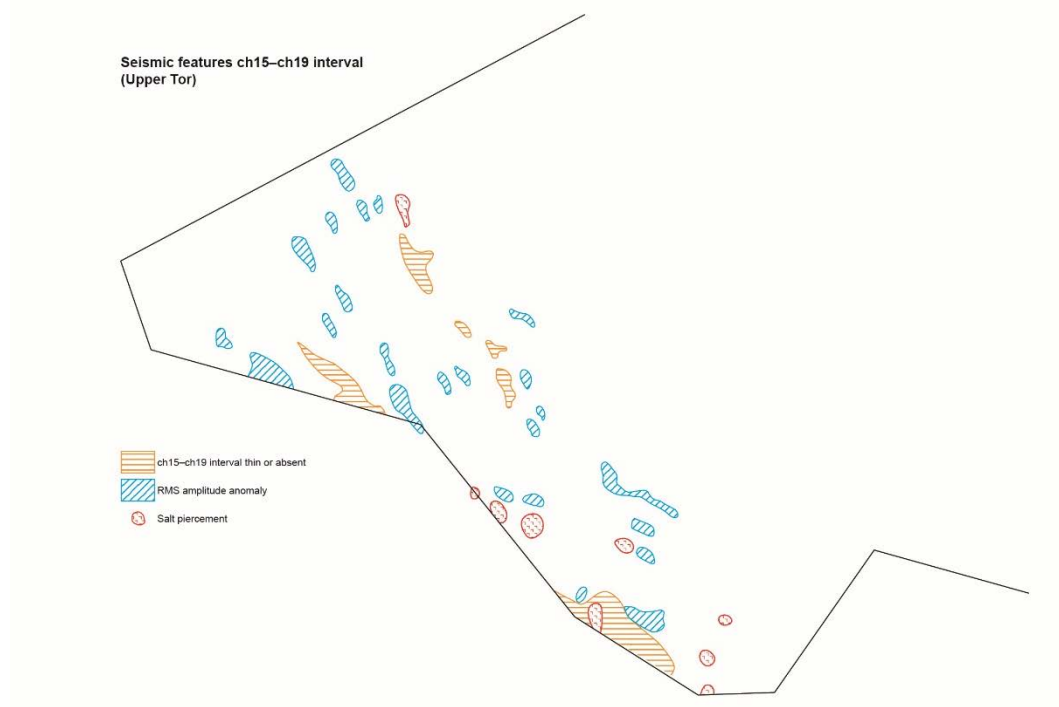 Seismic features ch15–ch19 interval
(Upper Tor)
ch15–ch19 interval thin or absent
RMS amplitude anomaly
Salt piercement